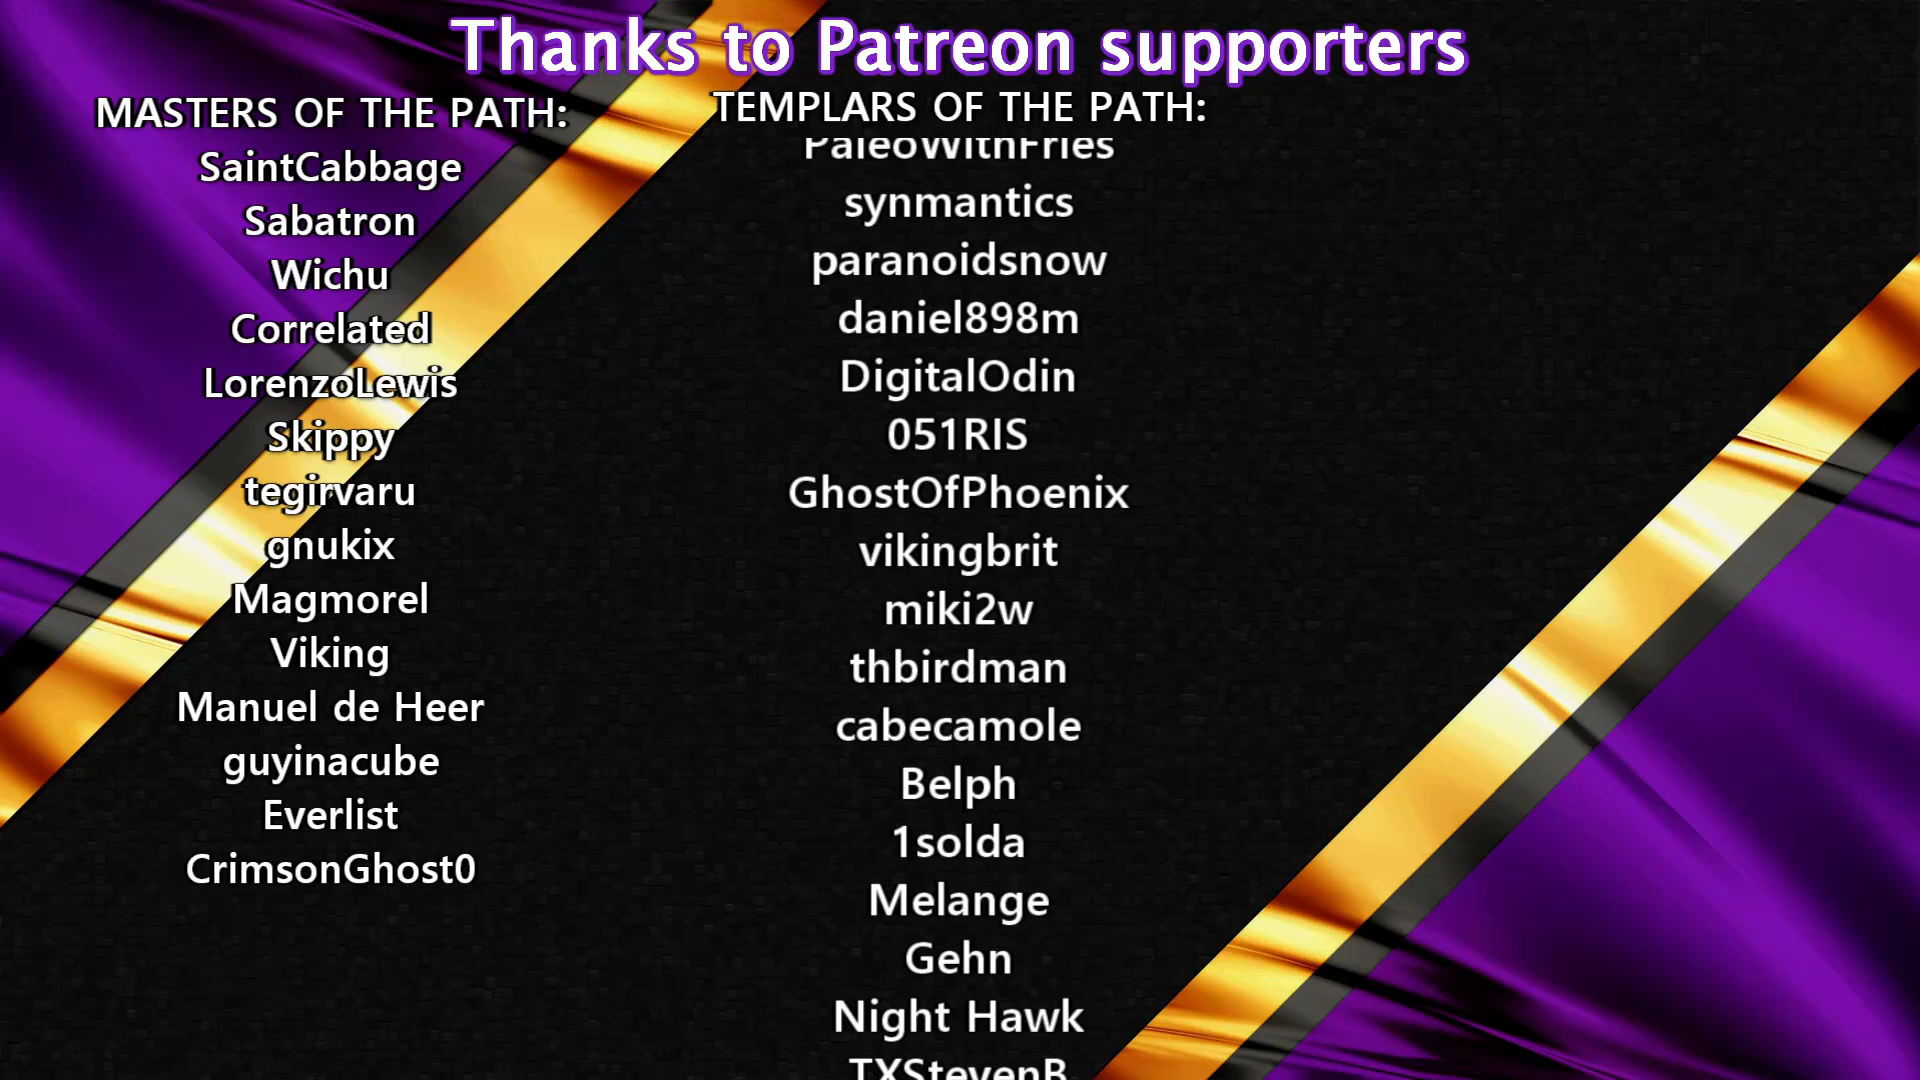 Thanks to Patreon supporters
MASTERS OF THE PATH:
SaintCabbage
Sabatron
Wichu
Correlated
LorenzoLewis
Skippy
tegirvaru
gnukix
Magmorel
Viking
Manuel de Heer
guyinacube
Everlist
CrimsonGhost0
TEMPLARS OF THE PATH:
PaleoWithFries
synmantics
paranoidsnow
daniel898m
DigitalOdin
051RIS
GhostOfPhoenix
vikingbrit
miki2w
thbirdman
cabecamole
Belph
1solda
Melange
Gehn
Night Hawk
TXStevenB